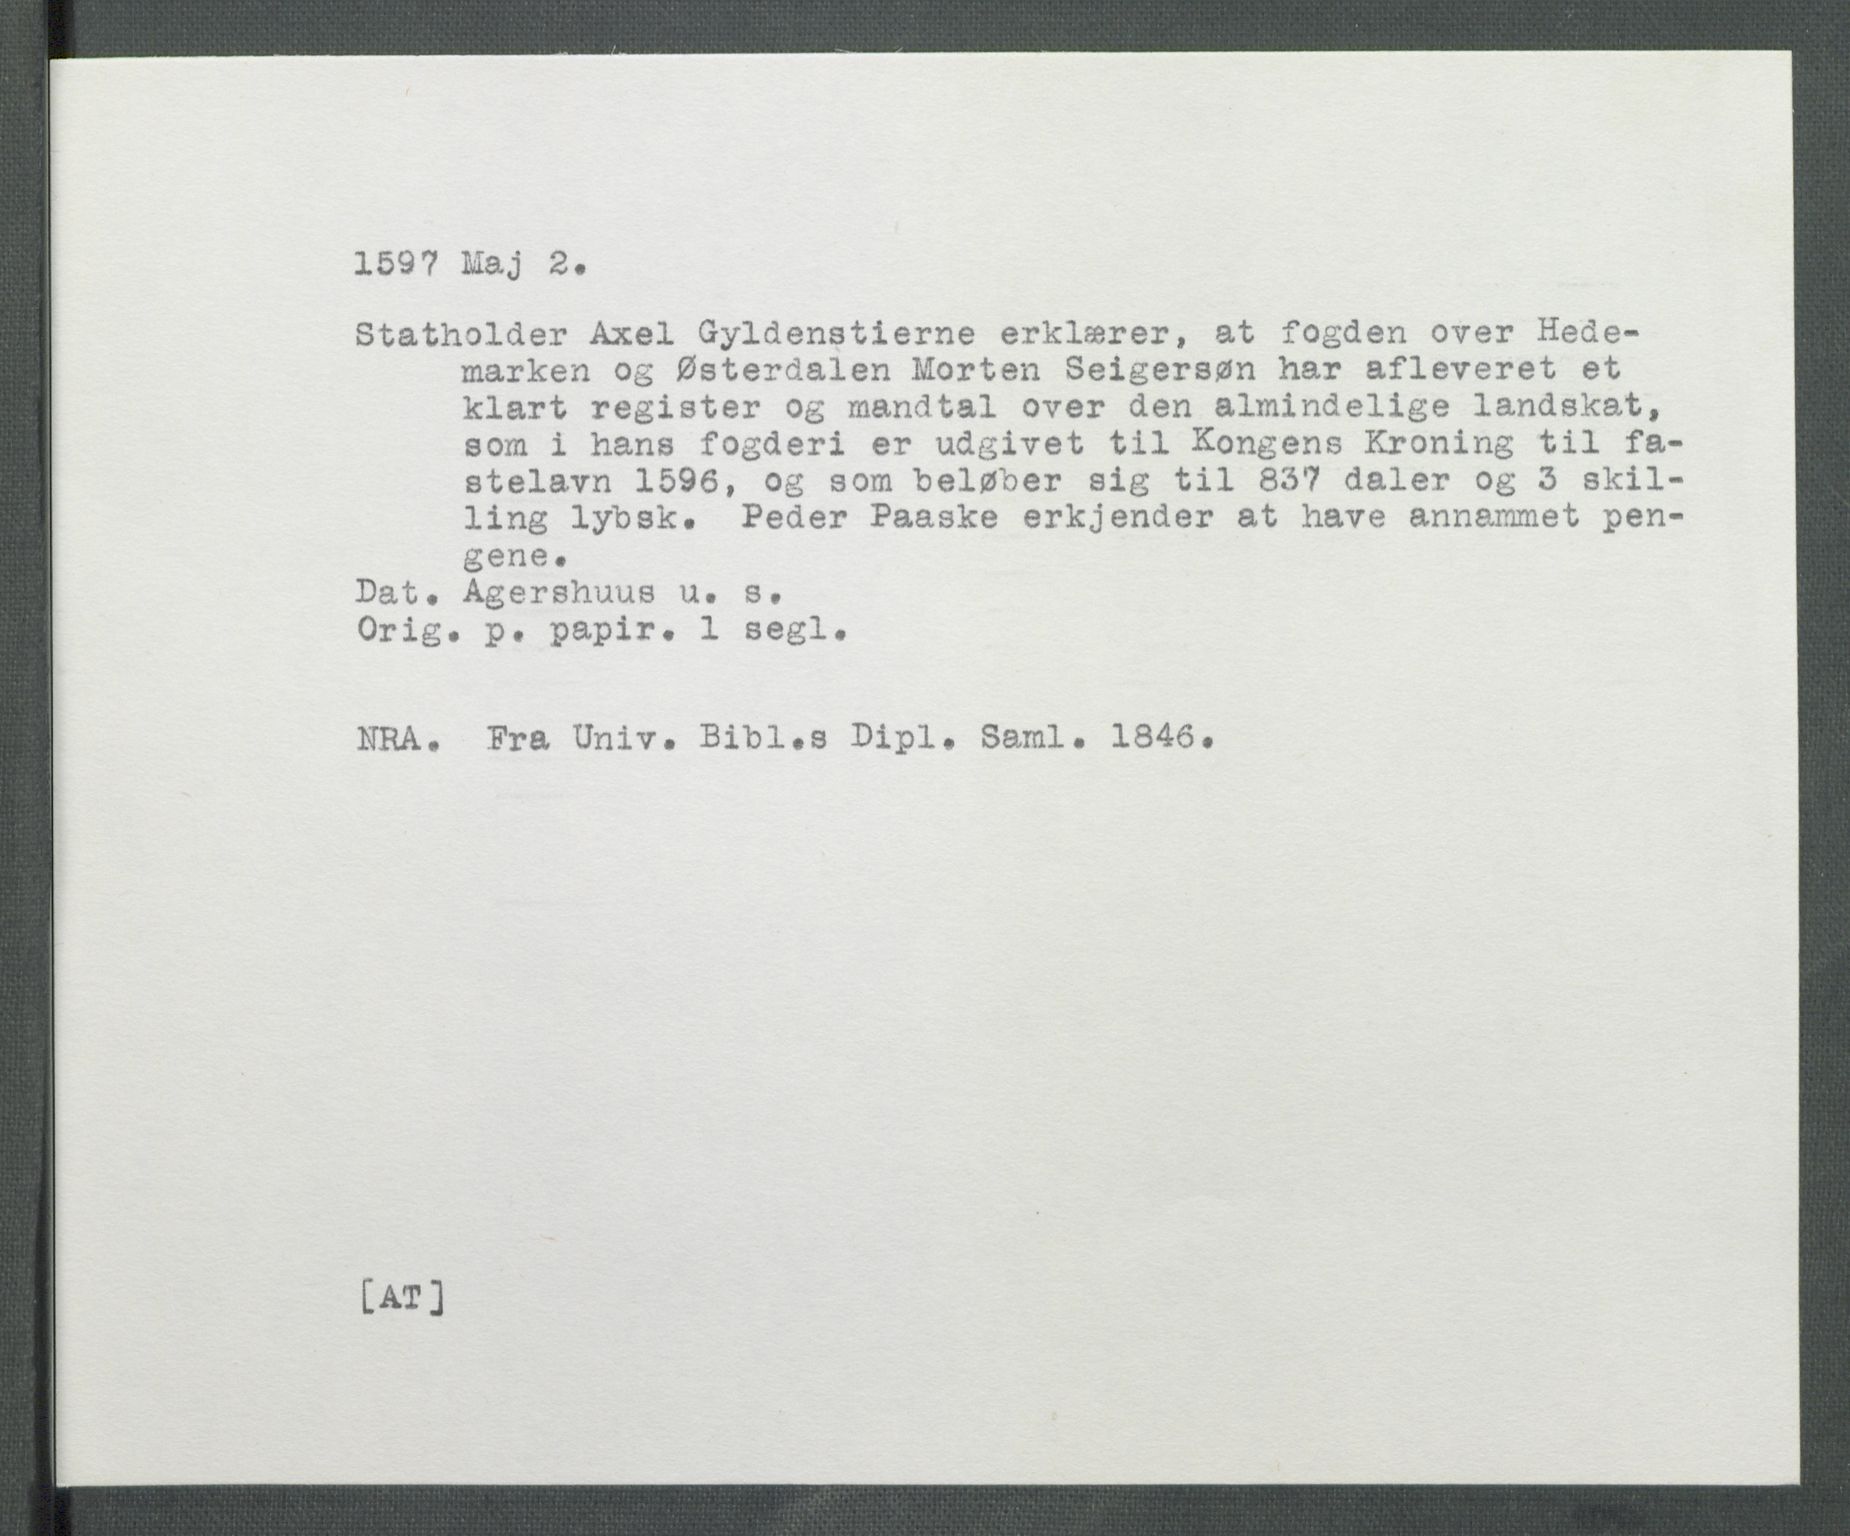 1597 Maj 2.
Statholder Axel Gyldenstierne erklærer, at fogden over Hede-
marken og Østerdalen Morten Seigersøn har afleveret et
klart register og mandtal over den almindelige landskat,
som i hans fogderi er udgivet til Kongens Kroning til fa-
stelavn 1596, og som beløber sig til 837 daler og 3 skil-
ling lybsk. Peder Paaske erkjender at have annammet pen-
gene.
Dat. Agershuus u. s.
Orig. p. papir. 1 segl.
NRA. Fra Univ. Bibl.s Dipl. Saml. 1846.
[AT]